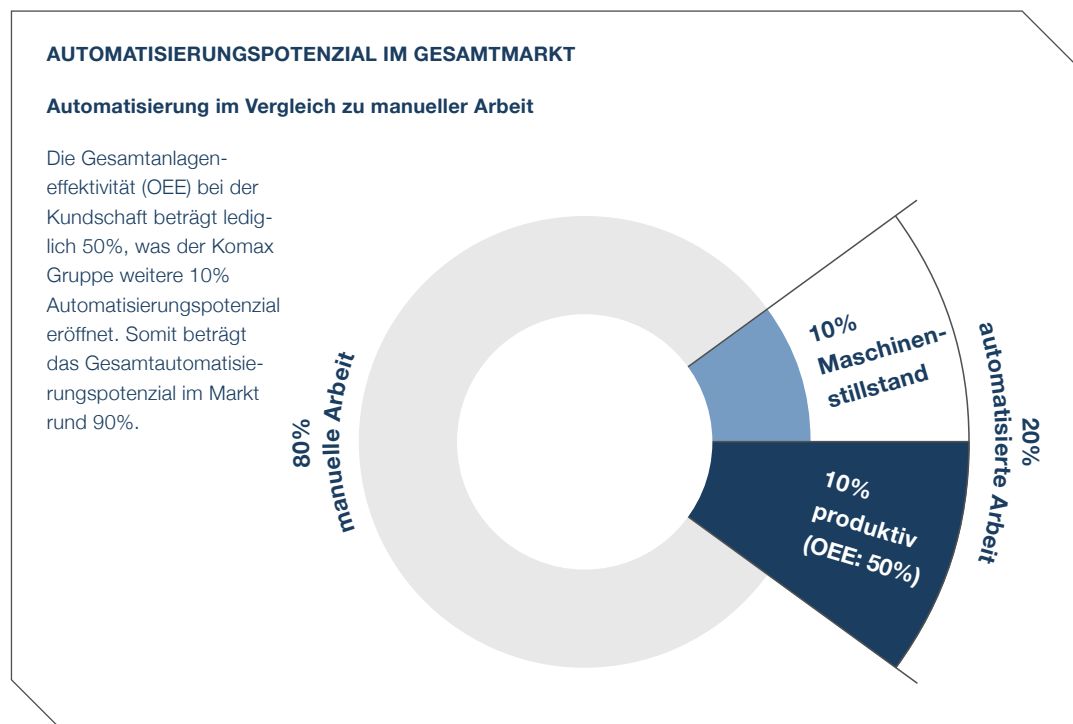 AUTOMATISIERUNGSPOTENZIAL IM GESAMTMARKT
Automatisierung im Vergleich zu manueller Arbeit
Die Gesamtanlagen-
effektivität (OEE) bei der
Kundschaft beträgt ledig-
lich 50%, was der Komax
Gruppe weitere 10%
Automatisierungspotenzial
eröffnet. Somit beträgt
das Gesamtautomatisie-
rungspotenzial im Markt
rund 90%.
80%
manuelle Arbeit
10%
Maschinen-
stillstand
10%
produktiv
(OEE: 50%)
20%
automatisierte Arbeit